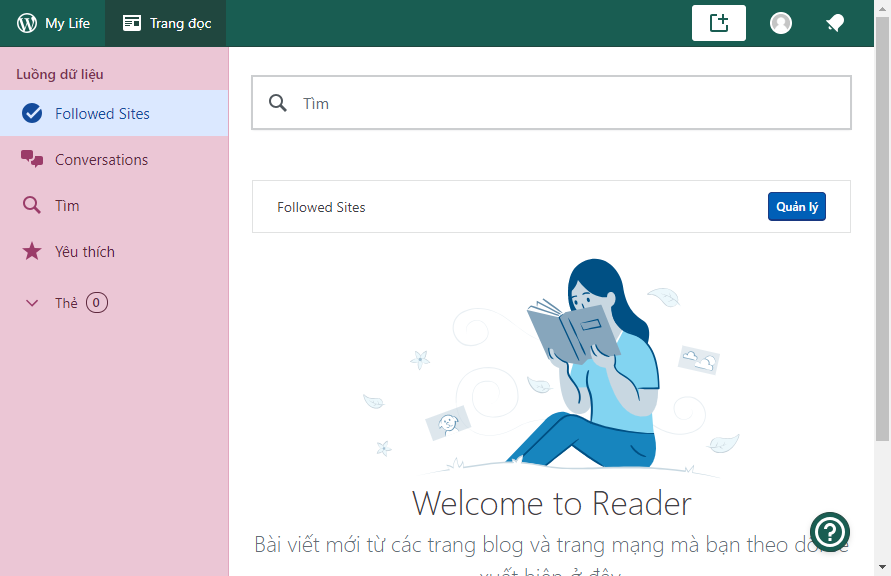 My Life
Trang đọc
Luồng dữ liệu
Followed Sites
Conversations
Tìm
Yêu thích
Thẻ 0
Tìm
Followed Sites
Quản lý
Welcome to Reader
Bài viết mới từ các trang blog và trang mạng mà bạn theo
xuất hiện ở đây